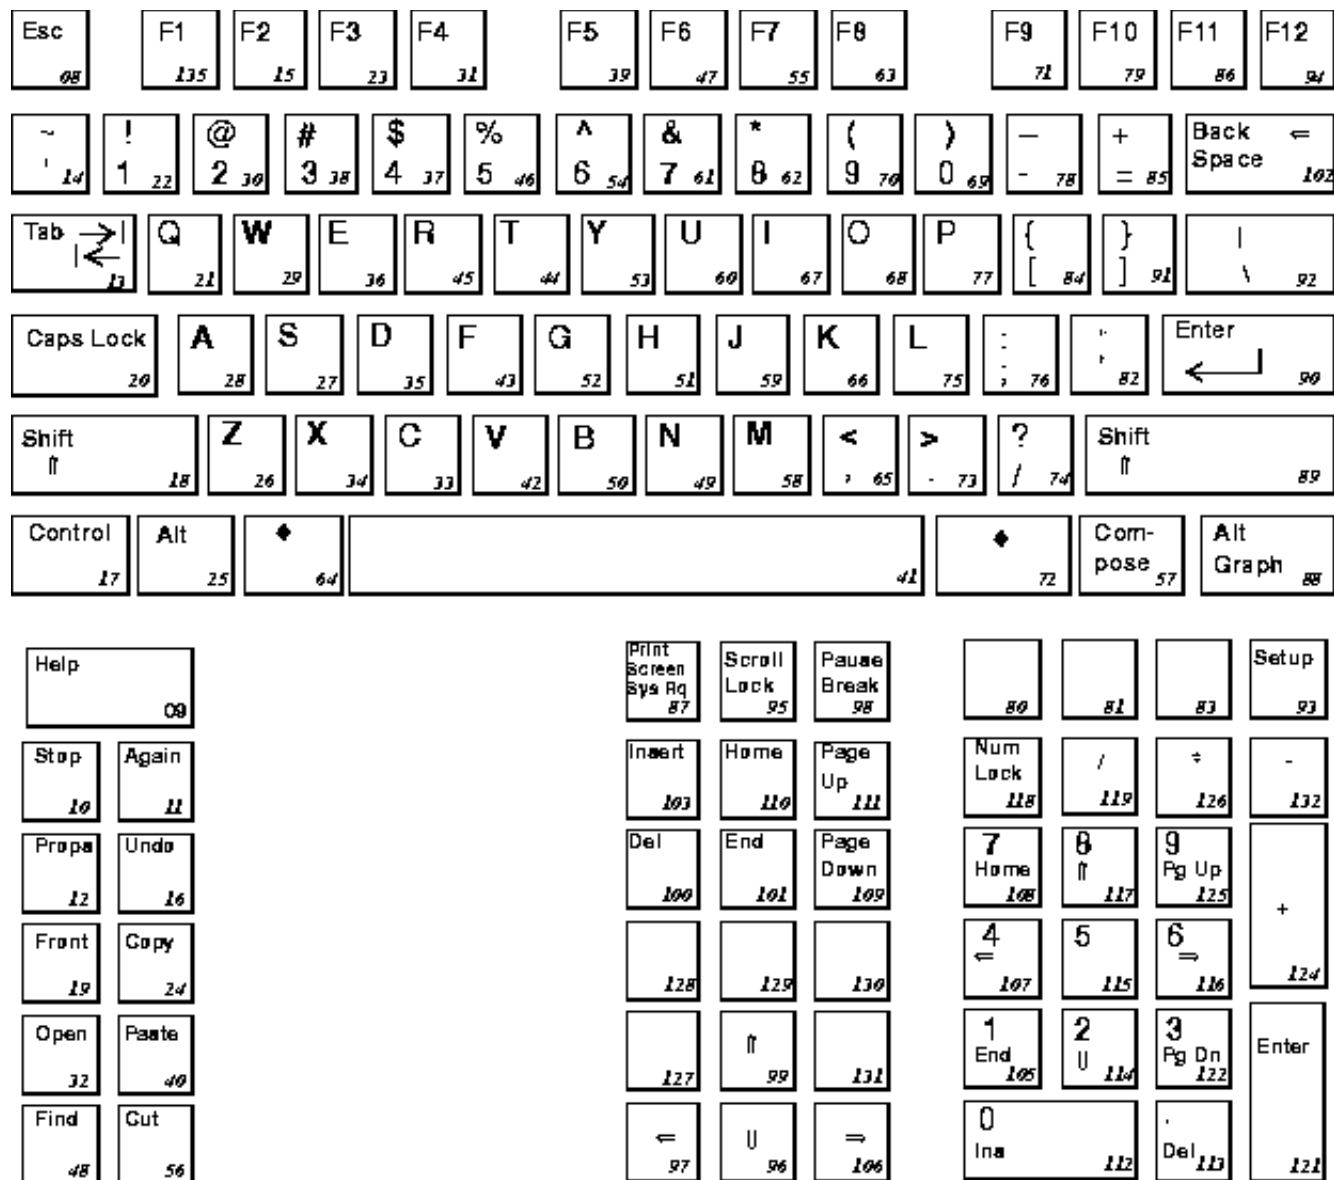 Esc F1 F2 F3 F4 F5 F6 F7 F8 F9 F10 F11 F12
08 135 15 23 31 39 47 55 63 71 79 86 94
~ ! @ # $ % ^ & * ( ) — + Back ⇐
' 1 2 3 4 5 6 7 8 9 0 - = Space
14 22 30 38 37 46 54 61 62 70 69 78 85 102
Tab Q W E R T Y U I O P { } |
[ ] \
13 21 29 36 45 44 53 60 67 68 77 84 91 92
Caps Lock A S D F G H J K L : " Enter
; '
20 28 27 35 43 52 51 59 66 75 76 82 90
Shift Z X C V B N M < > ? Shift
⇑ , . / ⇑
18 26 34 33 42 50 49 58 65 73 74 89
Control Alt ◆ ◆ Com- Alt
pose Graph
17 25 64 41 72 57 88
Help
09
Print Scroll Pause Setup
Screen Lock Break
Sys Rq
87 95 98 80 81 83 93
Stop Again Insert Home Page Num / * -
Up Lock
10 11 103 110 111 118 119 126 132
Props Undo Del End Page 7 8 9
Down Home ⇑ Pg Up +
12 16 100 101 109 108 117 125
Front Copy 4 5 6
⇐ ⇒
19 24 128 129 130 107 115 116 124
Open Paste ⇑ 1 2 3 Enter
End ⇓ Pg Dn
32 40 127 99 131 105 114 122
Find Cut ⇐ ⇓ ⇒ 0 .
Ins Del
48 56 97 96 106 112 113 121